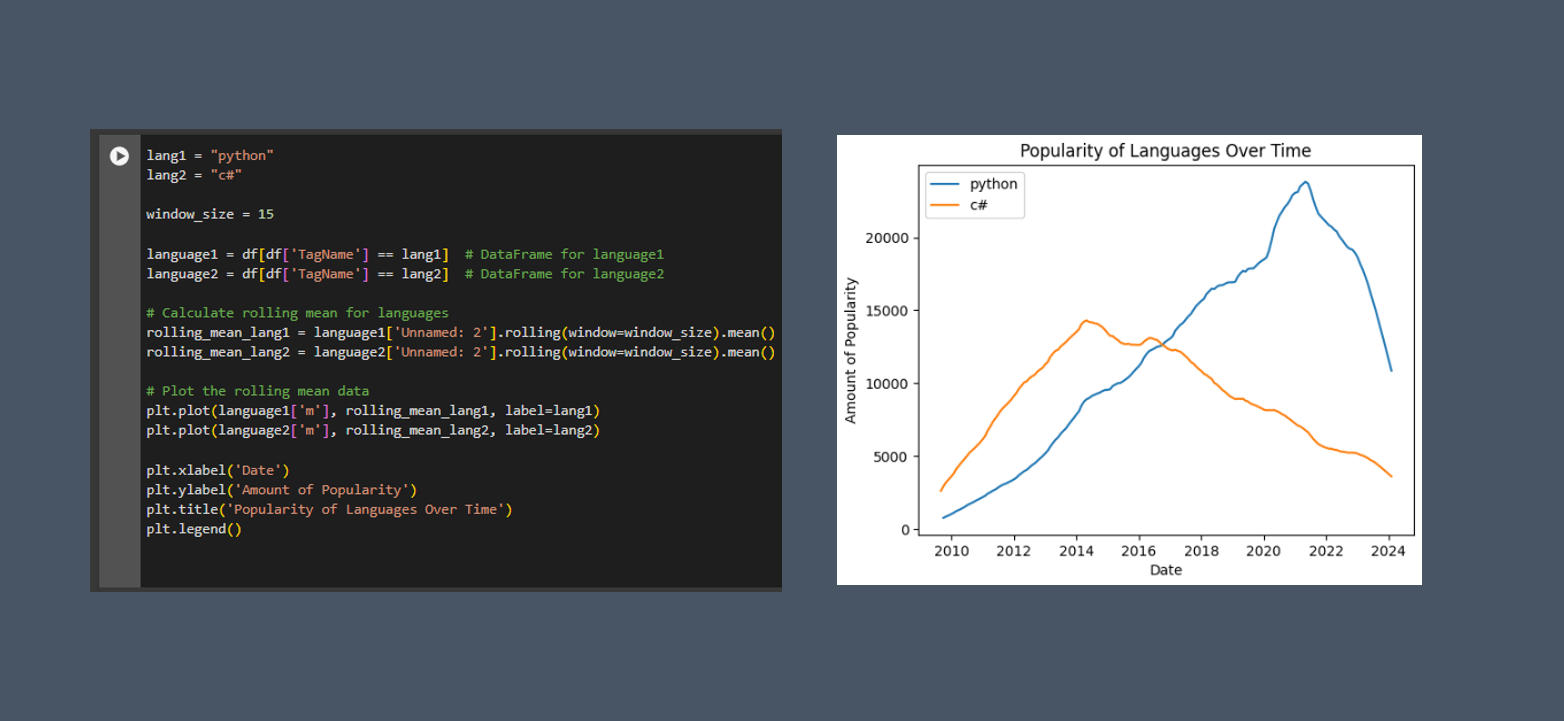 lang1 = "python"
lang2 = "c#"
window_size = 15
language1 = df[df['TagName'] == lang1]  # DataFrame for language1
language2 = df[df['TagName'] == lang2]  # DataFrame for language2
# Calculate rolling mean for languages
rolling_mean_lang1 = language1['Unnamed: 2'].rolling(window=window_size).mean()
rolling_mean_lang2 = language2['Unnamed: 2'].rolling(window=window_size).mean()
# Plot the rolling mean data
plt.plot(language1['m'], rolling_mean_lang1, label=lang1)
plt.plot(language2['m'], rolling_mean_lang2, label=lang2)
plt.xlabel('Date')
plt.ylabel('Amount of Popularity')
plt.title('Popularity of Languages Over Time')
plt.legend()
Popularity of Languages Over Time
python
c#
Amount of Popularity
20000
15000
10000
5000
0
2010 2012 2014 2016 2018 2020 2022 2024
Date